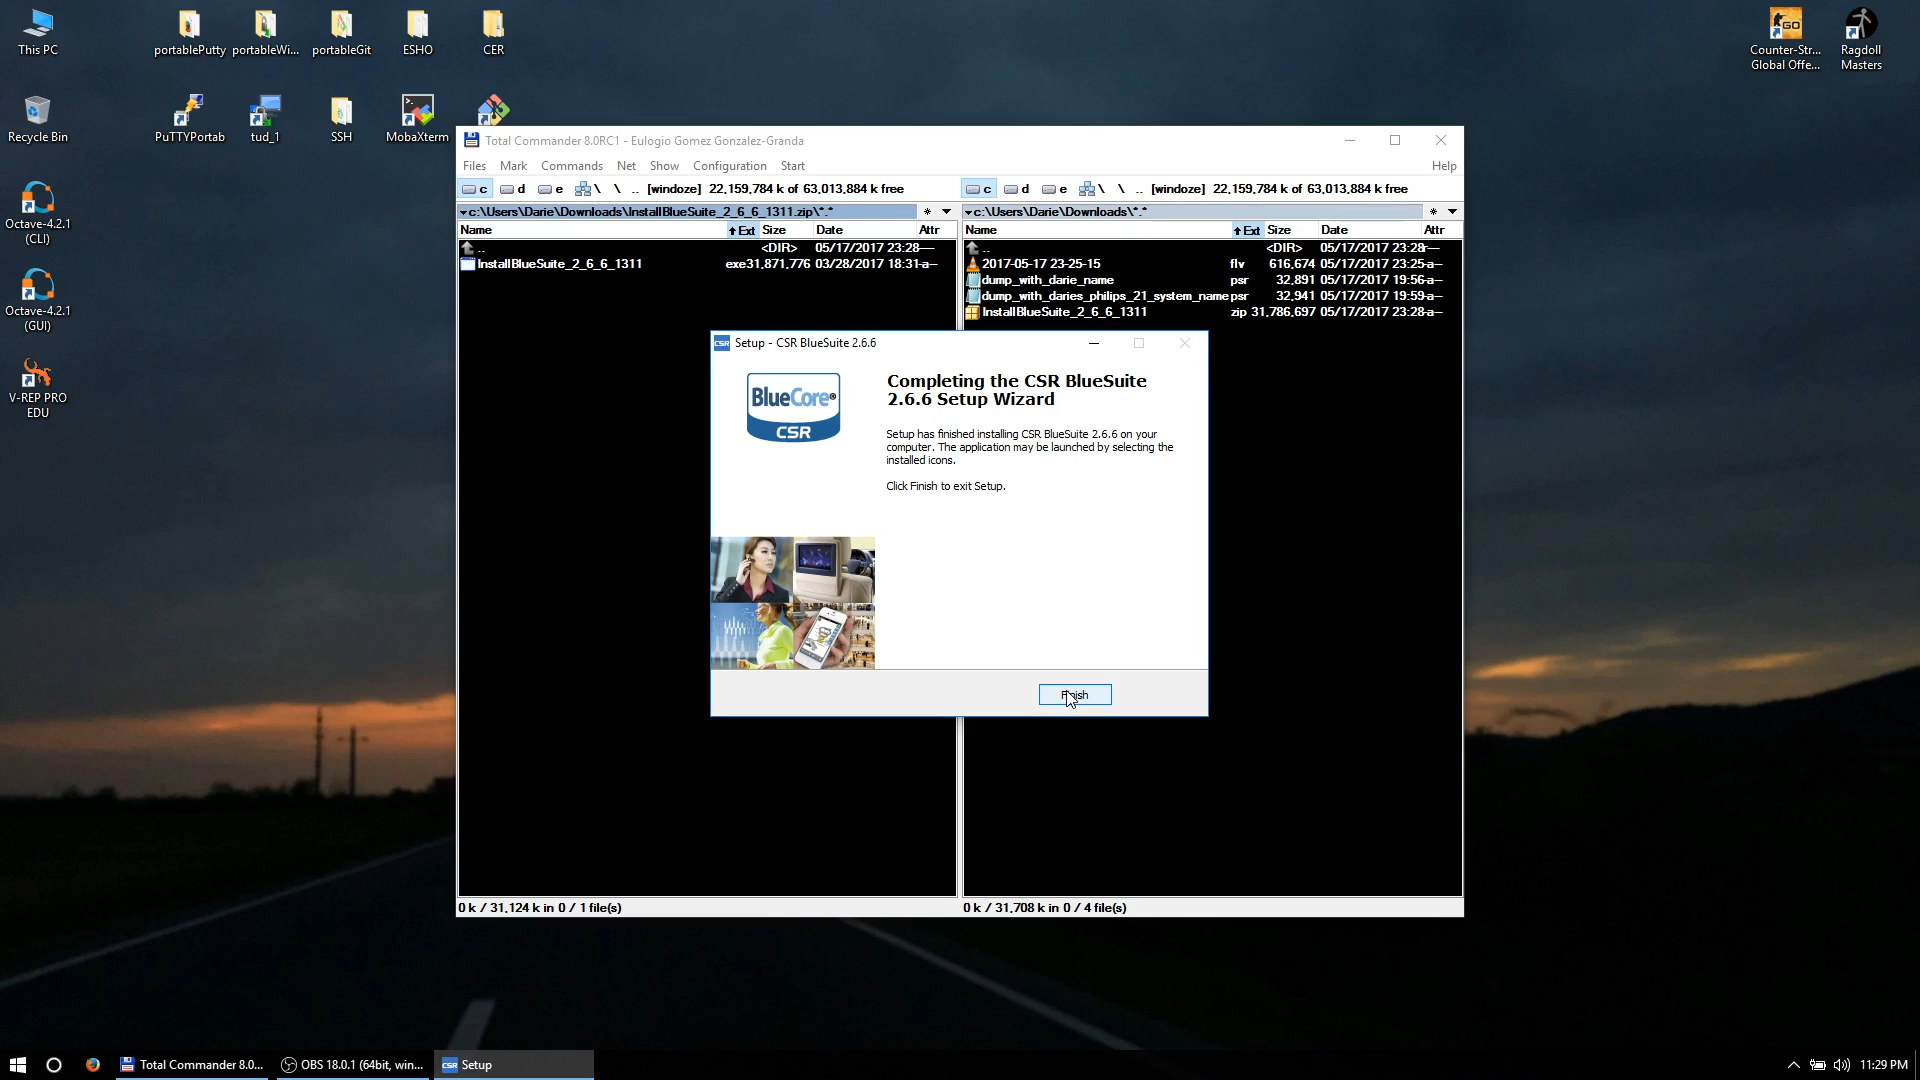 This PC
portablePutty
portableWi...
portableGit
ESHO
CER
Counter-Str... Global Offe...
Ragdoll Masters
Recycle Bin
PuTTYPortab
tud_1
SSH
MobaXterm
Octave-4.2.1 (CLI)
Octave-4.2.1 (GUI)
V-REP PRO EDU
Total Commander 8.0RC1 - Eulogio Gomez Gonzalez-Granda
Files Mark Commands Net Show Configuration Start Help
c d e \ \ .. [windoze] 22,159,784 k of 63,013,884 k free
c d e \ \ .. [windoze] 22,159,784 k of 63,013,884 k free
c:\Users\Darie\Downloads\InstallBlueSuite_2_6_6_1311.zip\*.* * 
c:\Users\Darie\Downloads\*.* *
Name Ext Size Date Attr
.. <DIR> 05/17/2017 23:28 ----
InstallBlueSuite_2_6_6_1311 exe 31,871,776 03/28/2017 18:31 -a--
Name Ext Size Date Attr
.. <DIR> 05/17/2017 23:28 r---
2017-05-17 23-25-15 flv 616,674 05/17/2017 23:25 -a--
dump_with_darie_name psr 32,891 05/17/2017 19:56 -a--
dump_with_daries_philips_21_system_name psr 32,941 05/17/2017 19:59 -a--
InstallBlueSuite_2_6_6_1311 zip 31,786,697 05/17/2017 23:28 -a--
CSR Setup - CSR BlueSuite 2.6.6
BlueCore®
CSR
Completing the CSR BlueSuite
2.6.6 Setup Wizard
Setup has finished installing CSR BlueSuite 2.6.6 on your
computer. The application may be launched by selecting the
installed icons.
Click Finish to exit Setup.
Finish
0 k / 31,124 k in 0 / 1 file(s)
0 k / 31,708 k in 0 / 4 file(s)
Total Commander 8.0...
OBS 18.0.1 (64bit, win...
CSR Setup
11:29 PM